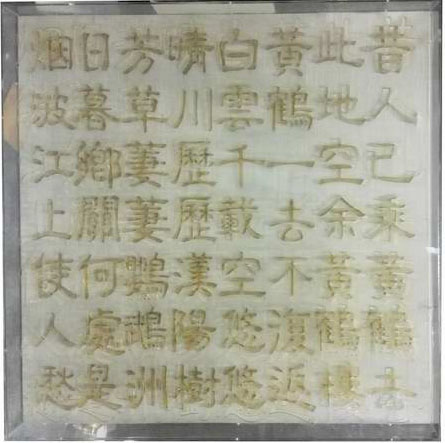 昔人已乘黃鶴去
此地空余黃鶴樓
黃鶴一去不復返
白雲千載空悠悠
晴川歷歷漢陽樹
芳草萋萋鸚鵡洲
日暮鄉關何處是
烟波江上使人愁